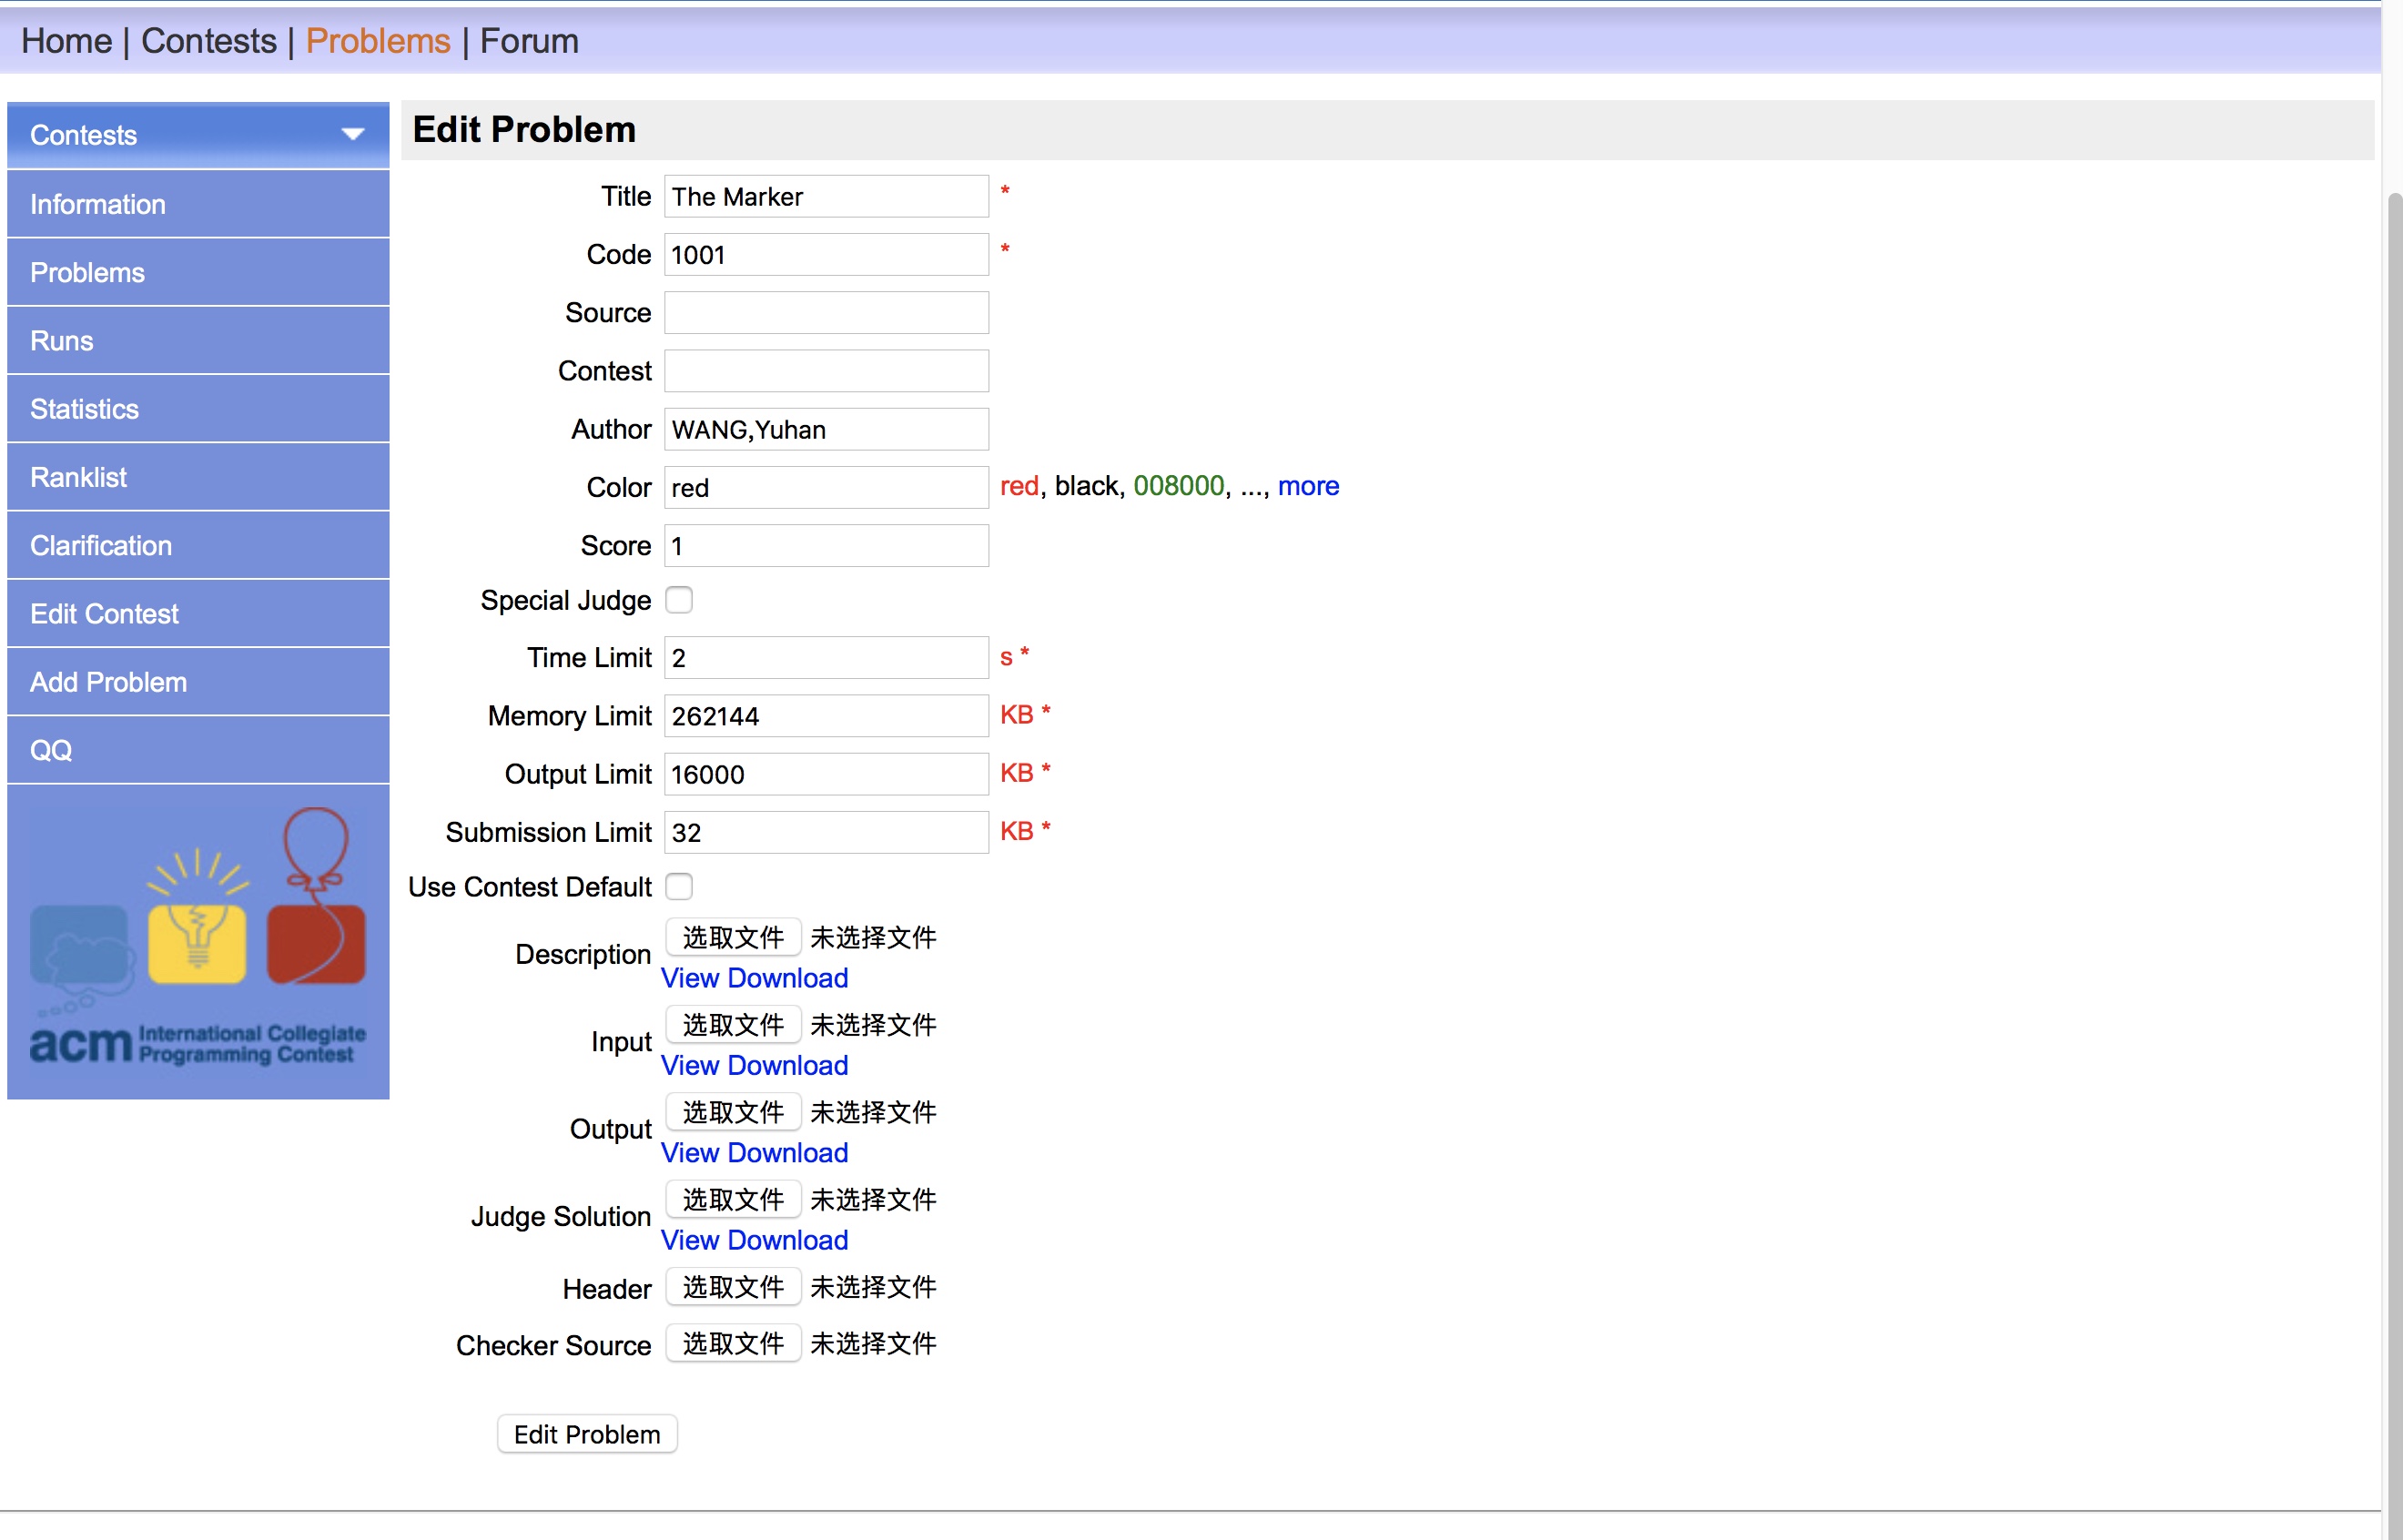 Home | Contests | Problems | Forum
Contests
Information
Problems
Runs
Statistics
Ranklist
Clarification
Edit Contest
Add Problem
QQ
acm International Collegiate
Programming Contest
Edit Problem
Title The Marker *
Code 1001 *
Source
Contest
Author WANG,Yuhan
Color red red, black, 008000, ..., more
Score 1
Special Judge
Time Limit 2 s *
Memory Limit 262144 KB *
Output Limit 16000 KB *
Submission Limit 32 KB *
Use Contest Default
Description 选取文件 未选择文件
View Download
Input 选取文件 未选择文件
View Download
Output 选取文件 未选择文件
View Download
Judge Solution 选取文件 未选择文件
View Download
Header 选取文件 未选择文件
Checker Source 选取文件 未选择文件
Edit Problem